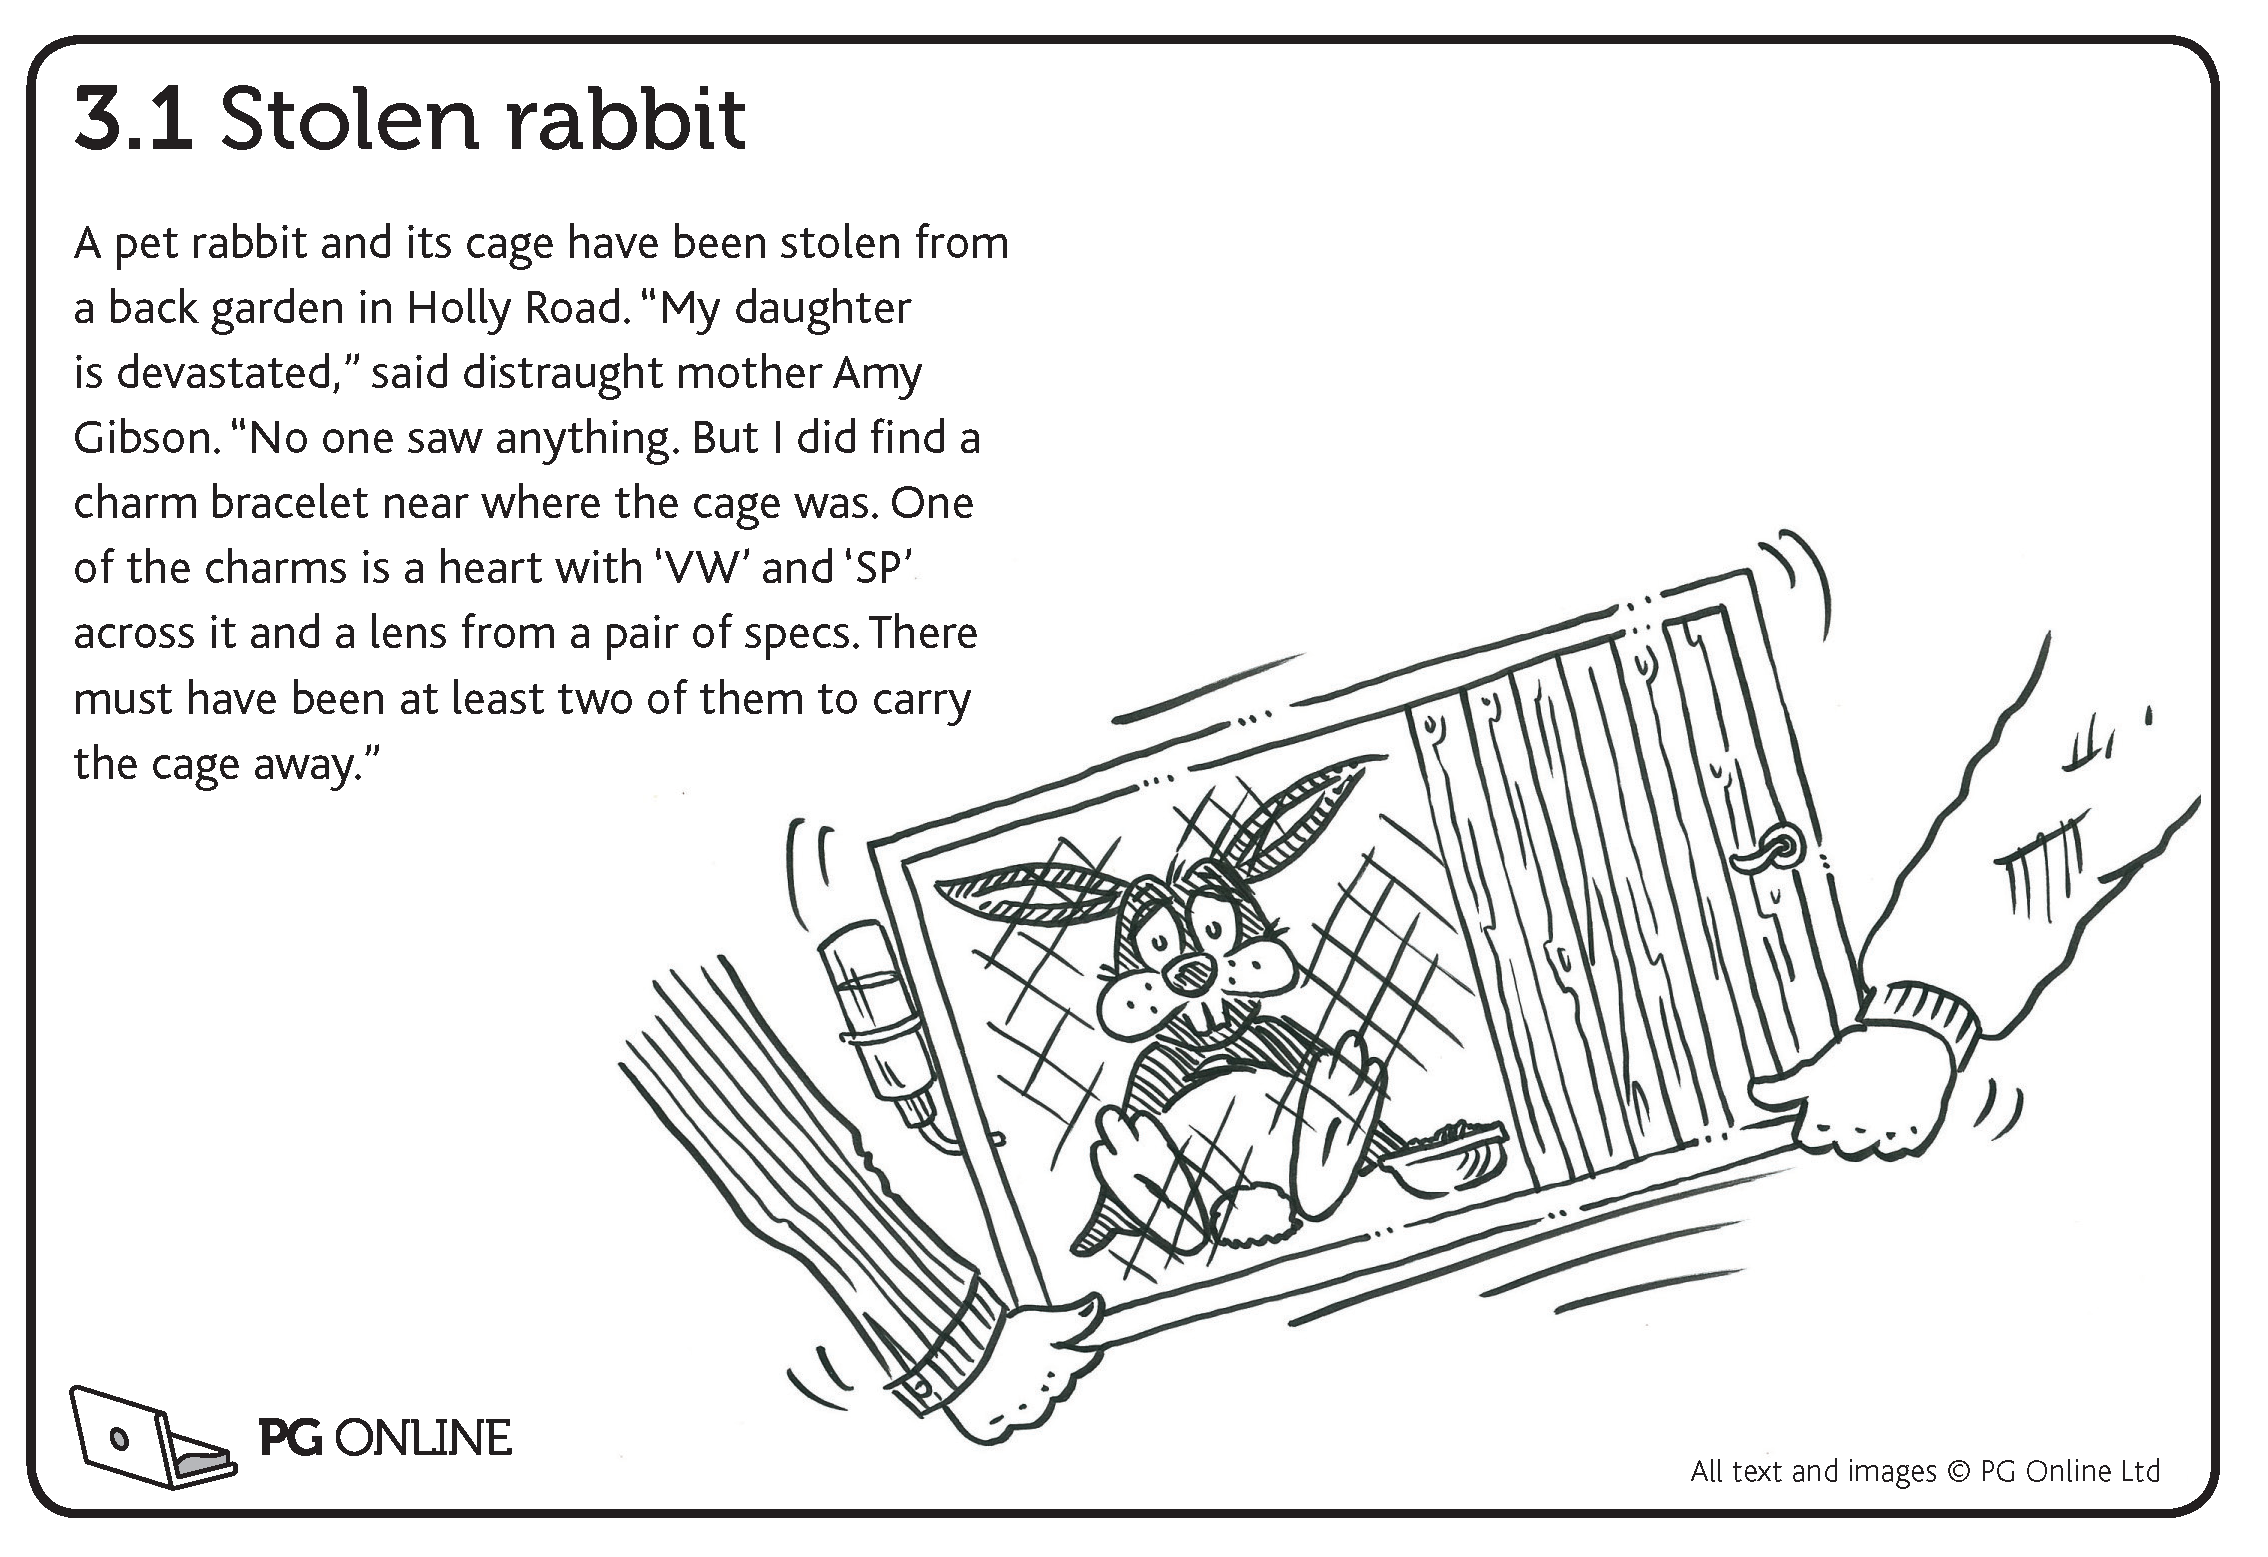 3.1 Stolen rabbit
A pet rabbit and its cage have been stolen from
a back garden in Holly Road. “My daughter
is devastated,” said distraught mother Amy
Gibson. “No one saw anything. But I did find a
charm bracelet near where the cage was. One
of the charms is a heart with ‘VW’ and ‘SP’
across it and a lens from a pair of specs. There
must have been at least two of them to carry
the cage away.”
PG ONLINE
All text and images © PG Online Ltd